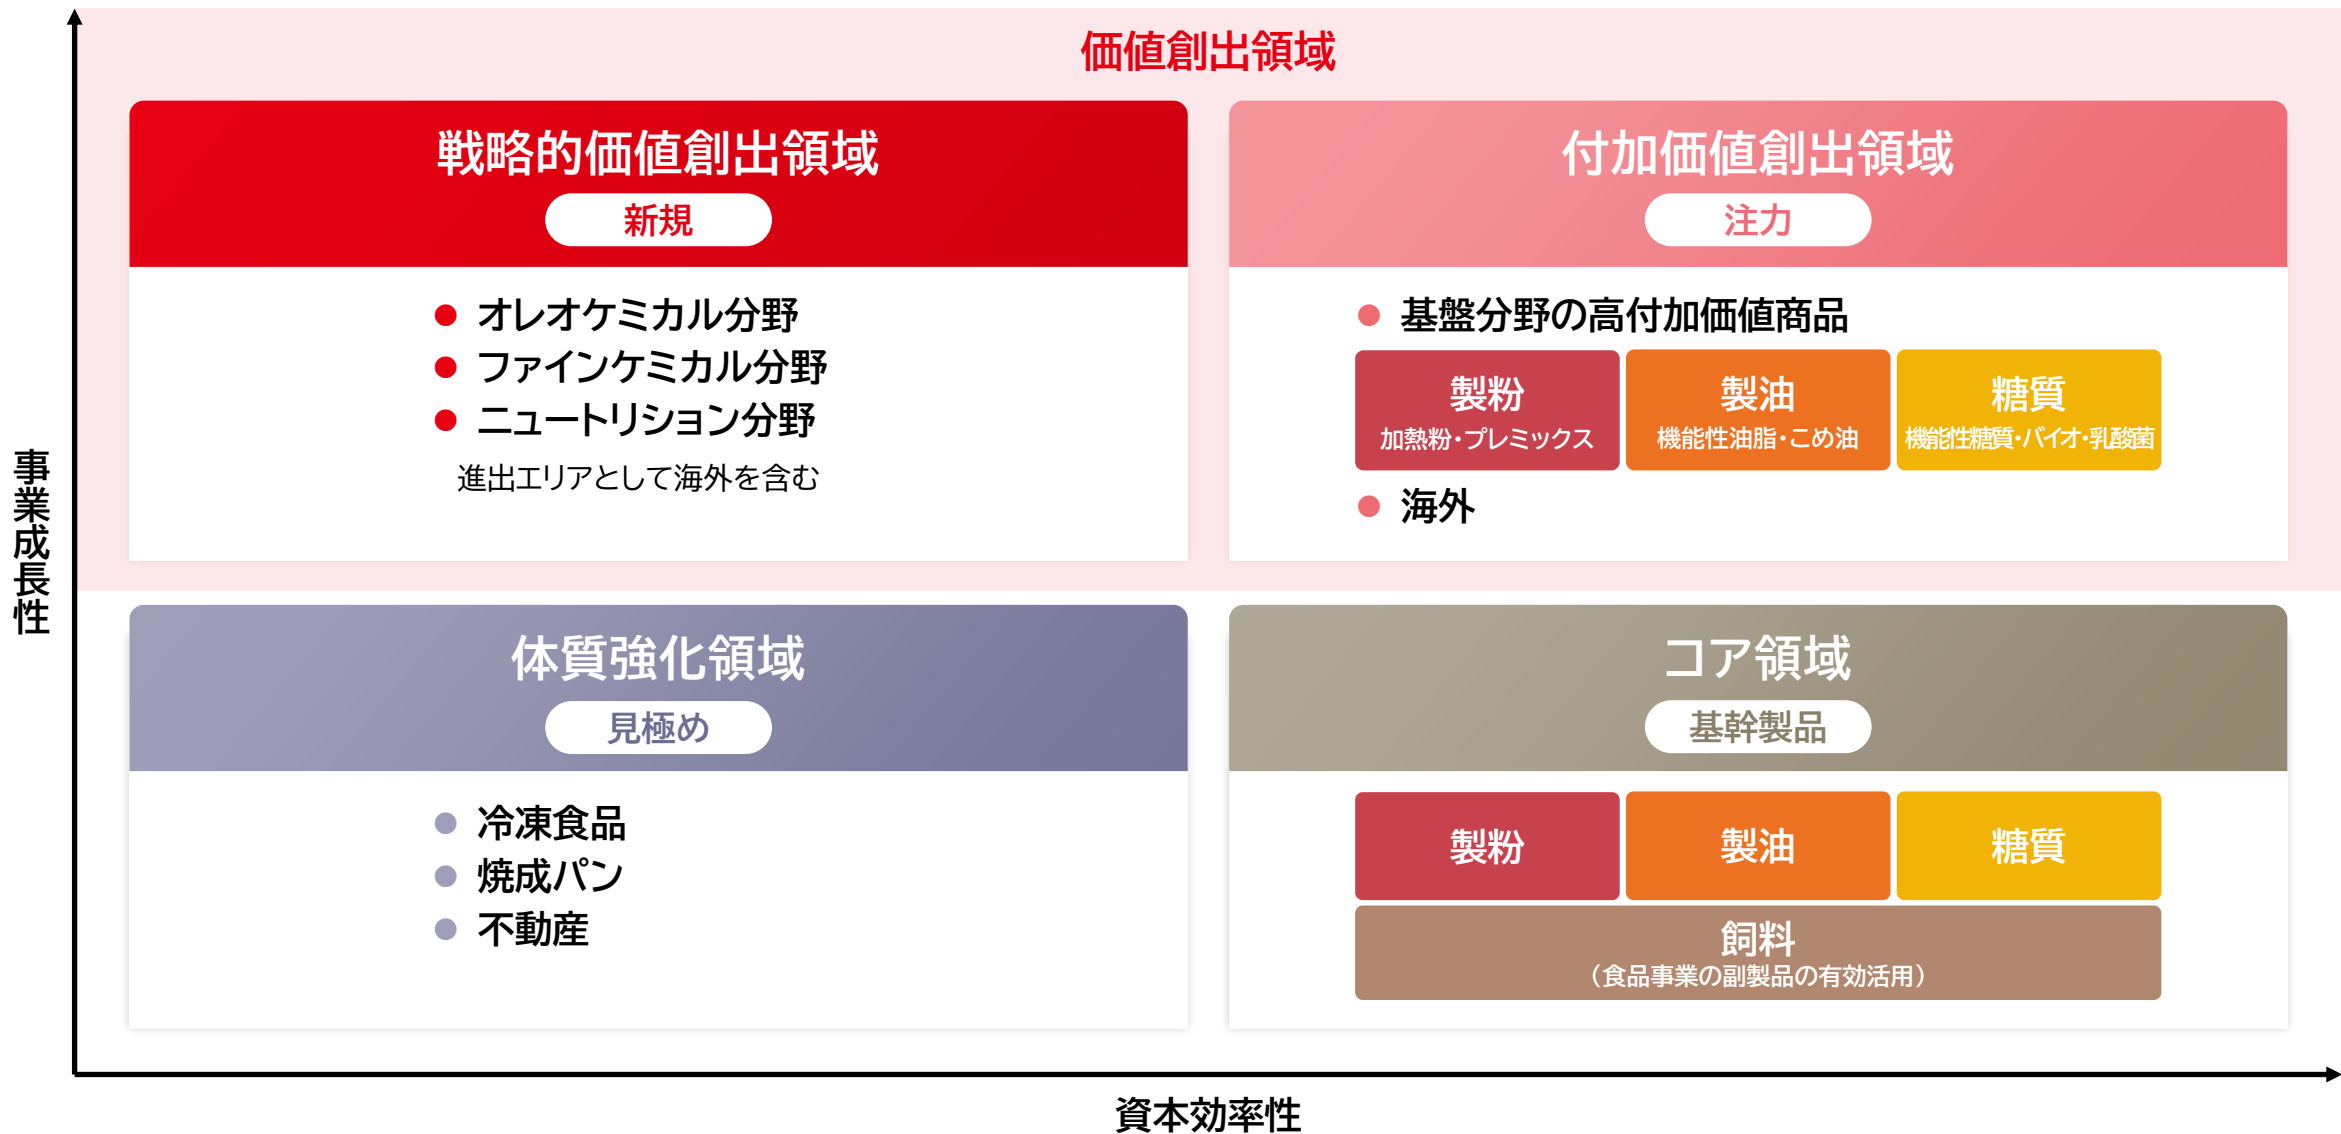 価値創出領域
戦略的価値創出領域
新規
オレオケミカル分野
ファインケミカル分野
ニュートリション分野
進出エリアとして海外を含む
付加価値創出領域
注力
基盤分野の高付加価値商品
製粉
加熱粉・プレミックス
製油
機能性油脂・こめ油
糖質
機能性糖質・バイオ・乳酸菌
海外
事業成長性
体質強化領域
見極め
冷凍食品
焼成パン
不動産
コア領域
基幹製品
製粉
製油
糖質
飼料
（食品事業の副製品の有効活用）
資本効率性